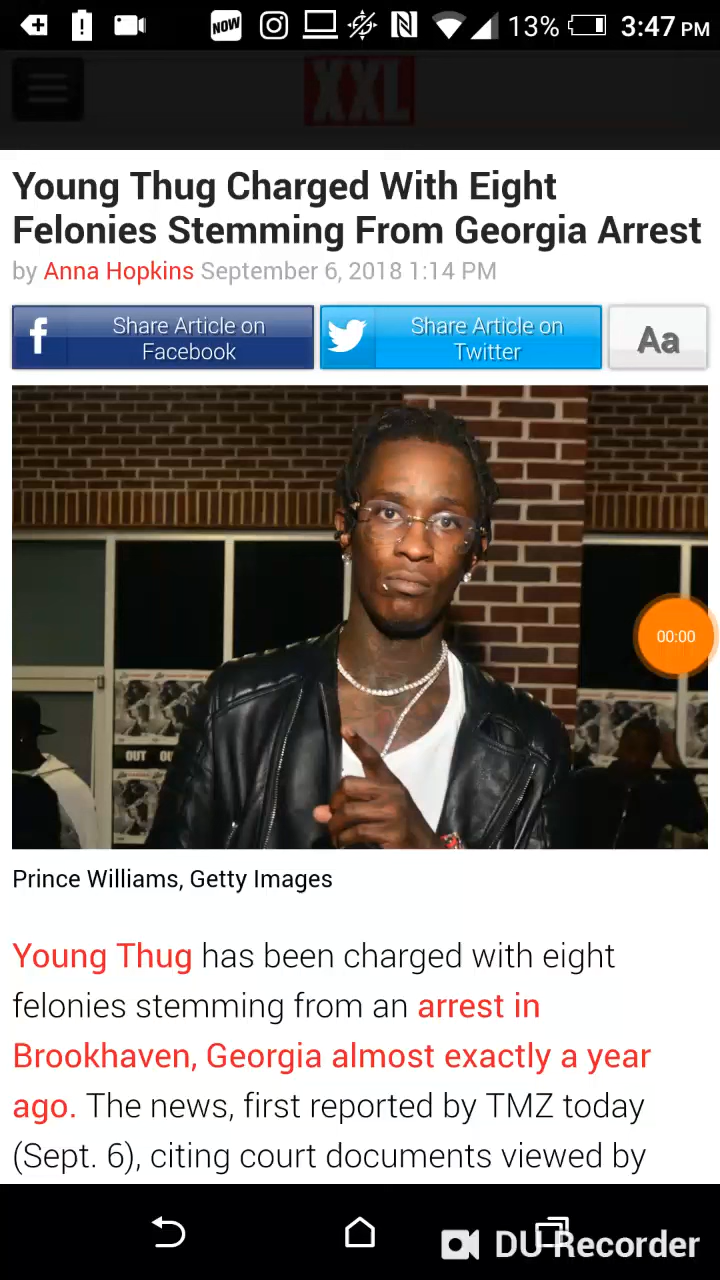 NOW 13% 3:47 PM
XXL
Young Thug Charged With Eight
Felonies Stemming From Georgia Arrest
by Anna Hopkins September 6, 2018 1:14 PM
Share Article on
Facebook
Share Article on
Twitter
Aa
00:00
OUT
Prince Williams, Getty Images
Young Thug has been charged with eight
felonies stemming from an arrest in
Brookhaven, Georgia almost exactly a year
ago. The news, first reported by TMZ today
(Sept. 6), citing court documents viewed by
DU Recorder